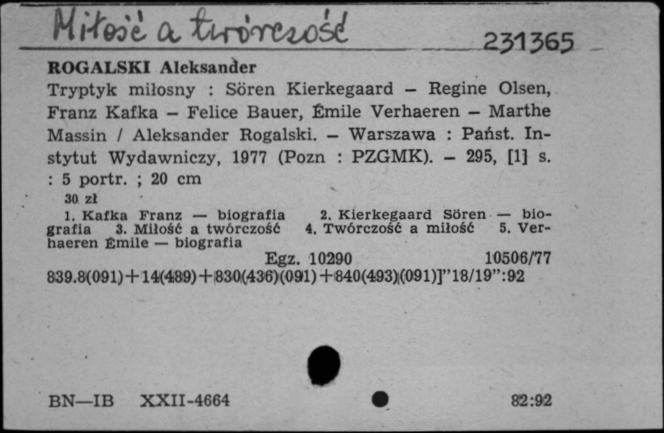 Miłość a twórczość
231365
ROGALSKI Aleksander
Tryptyk miłosny : Sören Kierkegaard — Regine Olsen,
Franz Kafka — Felice Bauer, Émile Verhaeren — Marthe
Massin / Aleksander Rogalski. — Warszawa : Państ. In-
stytut Wydawniczy, 1977 (Pozn : PZGMK). — 295, [1] s.
: 5 portr. ; 20 cm
30 zł
1. Kafka Franz — biografia 2. Kierkegaard Sören — bio-
grafia 3. Miłość a twórczość 4. Twórczość a miłość 5. Ver-
haeren Émile — biografia
Egz. 10290 10506/77
839.8(091)+14(489)+830(436)(091)+840(493)(091)]"18/19":92
BN—IB XXII-4664 82:92